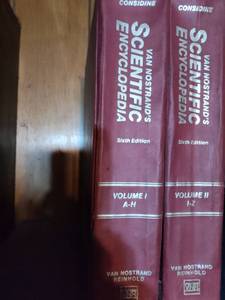 CONSIDINE
VAN NOSTRAND'S
SCIENTIFIC
ENCYCLOPEDIA
Sixth Edition
VOLUME I
A-H
VAN NOSTRAND
REINHOLD
CONSIDINE
VAN NOSTRAND'S
SCIENTIFIC
ENCYCLOPEDIA
Sixth Edition
VOLUME II
I-Z
VAN NOSTRAND
REINHOLD